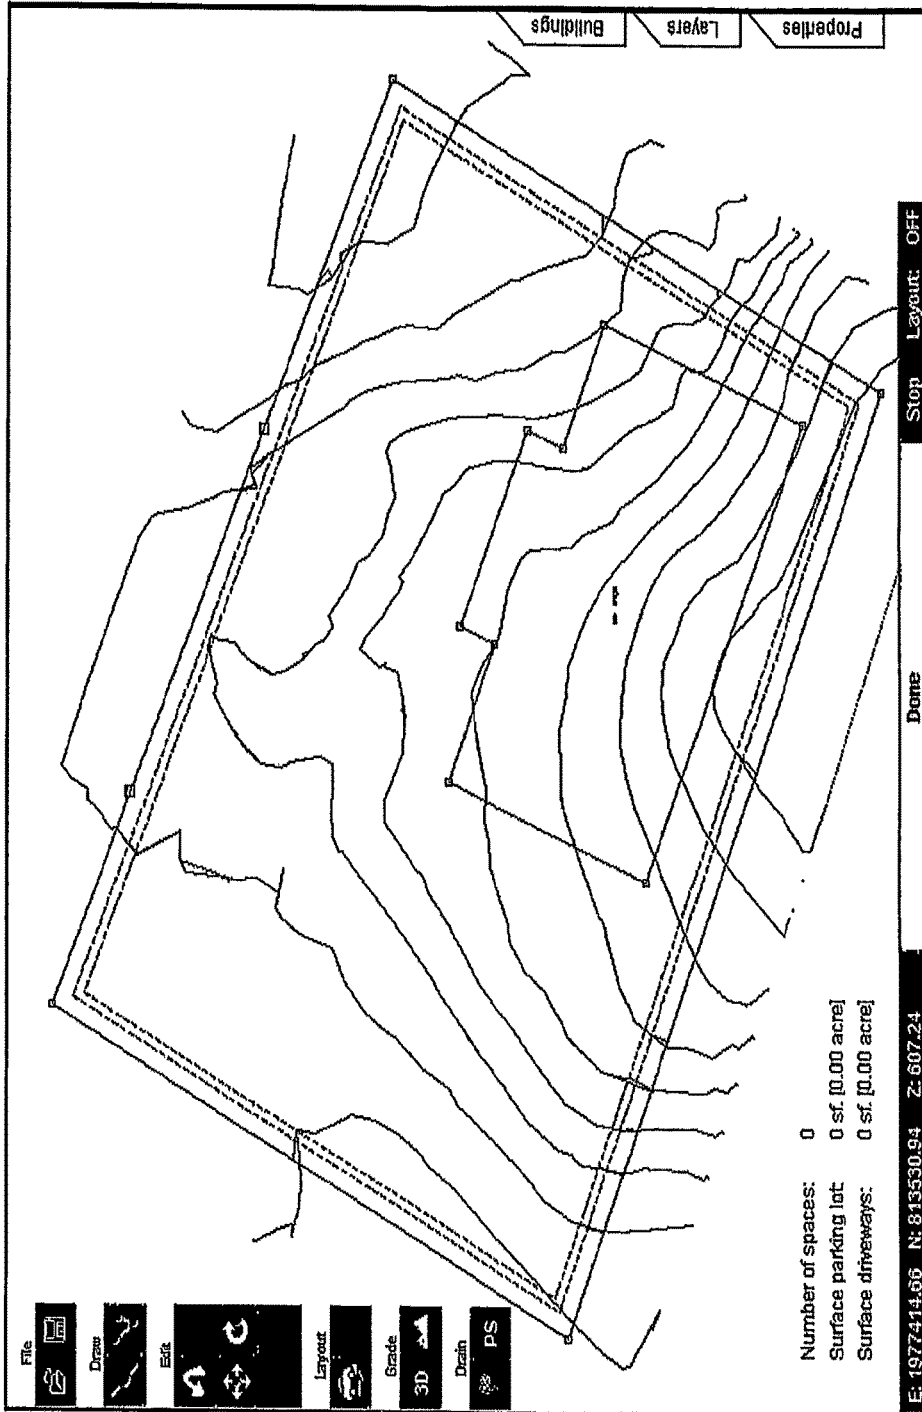 File
Draw
Edit
Layout
Grade
3D
Drain
PS
Buildings
Layers
Properties
Number of spaces: 0
Surface parking lot: 0 sf. [0.00 acre]
Surface driveways: 0 sf. [0.00 acre]
E: 1977414.66 N: 813530.94 Z: 607.24
Done
Stop Layout: OFF